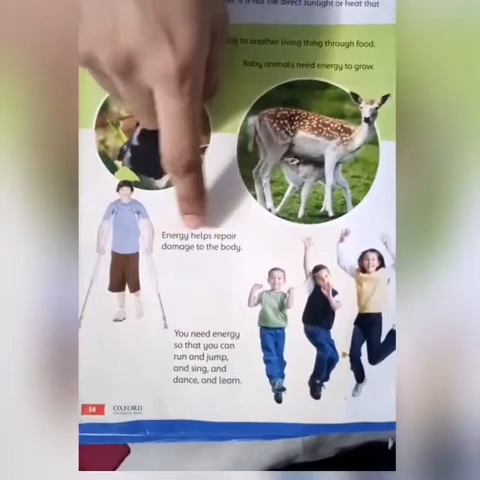 is it not the direct sunlight or heat that
to another living thing through food.
Baby animals need energy to grow.
Energy helps repair
damage to the body.
You need energy
so that you can
run and jump,
and sing, and
dance, and learn.
14
OXFORD